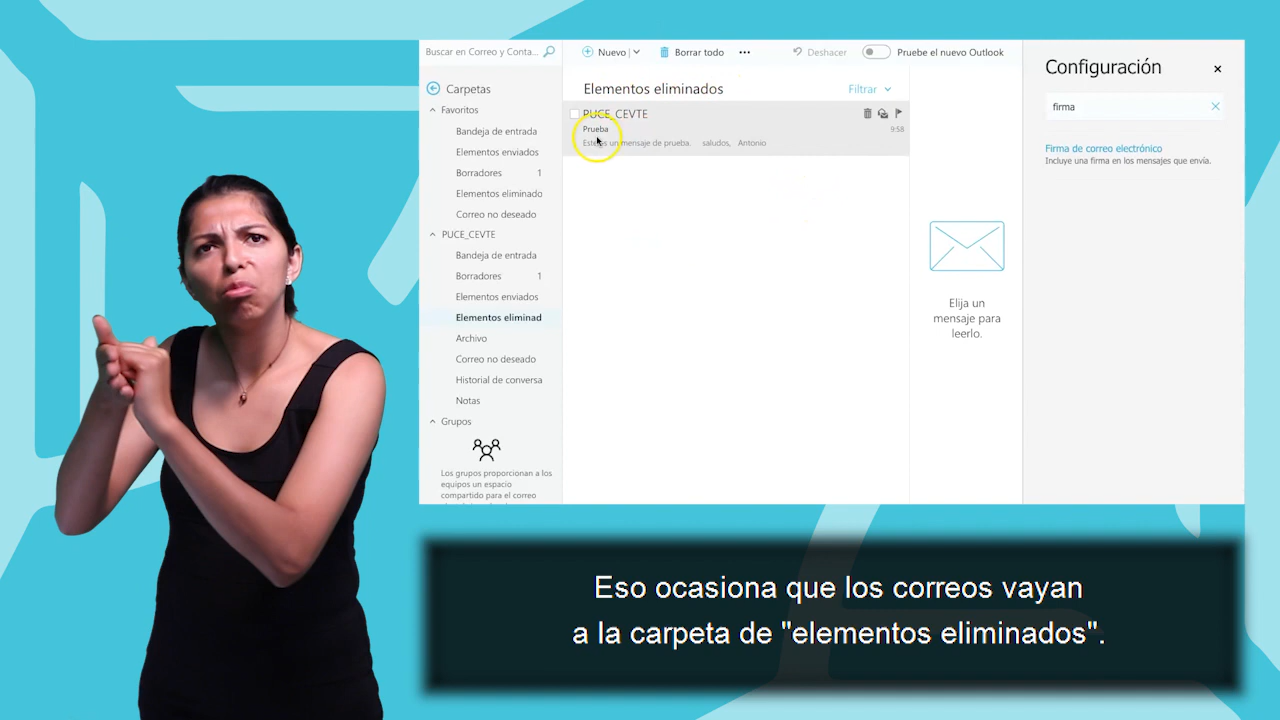 Buscar en Correo y Conta...
Nuevo
Borrar todo
Deshacer
Pruebe el nuevo Outlook
Carpetas
Favoritos
Bandeja de entrada
Elementos enviados
Borradores 1
Elementos eliminado
Correo no deseado
PUCE_CEVTE
Bandeja de entrada
Borradores 1
Elementos enviados
Elementos eliminad
Archivo
Correo no deseado
Historial de conversa
Notas
Grupos
Los grupos proporcionan a los
equipos un espacio
compartido para el correo
Elementos eliminados
Filtrar
PUCE_CEVTE
Prueba
9:58
Este es un mensaje de prueba. saludos, Antonio
Elija un
mensaje para
leerlo.
Configuración
firma
Firma de correo electrónico
Incluye una firma en los mensajes que envía.
Eso ocasiona que los correos vayan
a la carpeta de "elementos eliminados".